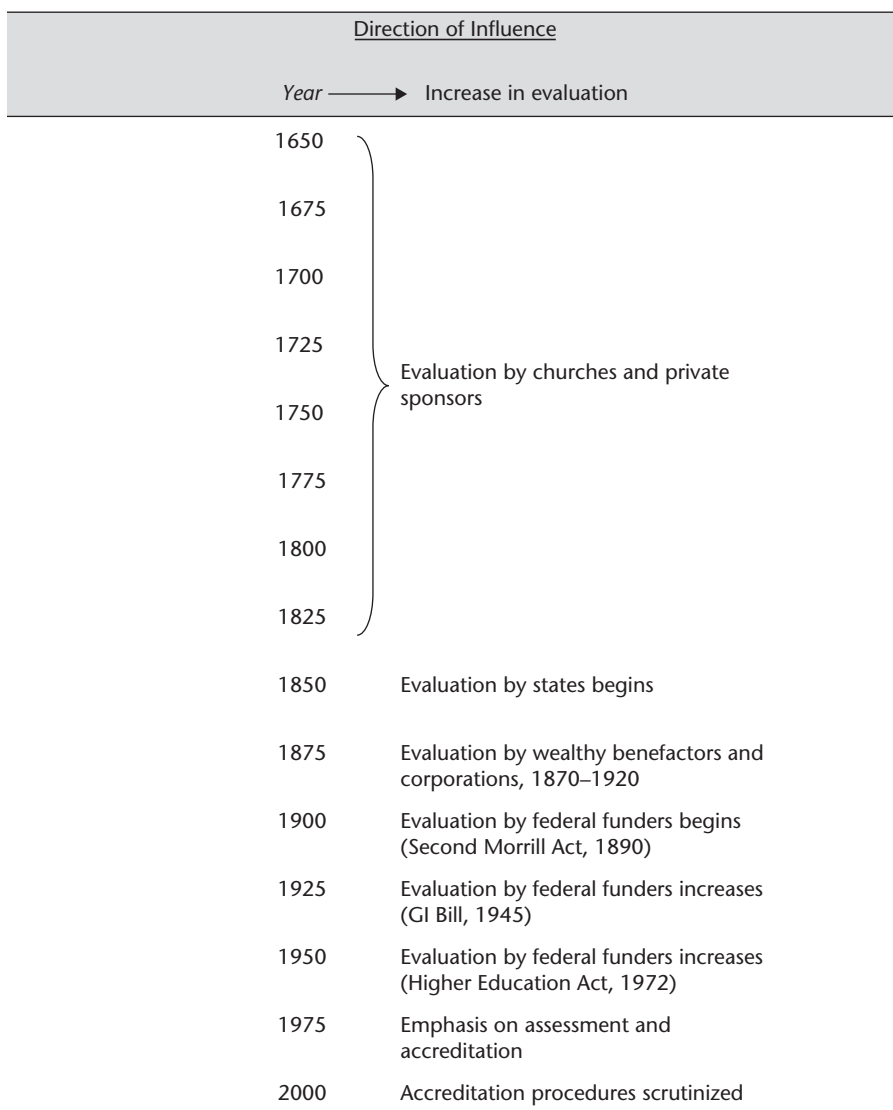 Direction of Influence
Year Increase in evaluation
1650
1675
1700
1725
Evaluation by churches and private
sponsors
1750
1775
1800
1825
1850 Evaluation by states begins
1875 Evaluation by wealthy benefactors and
corporations, 1870–1920
1900 Evaluation by federal funders begins
(Second Morrill Act, 1890)
1925 Evaluation by federal funders increases
(GI Bill, 1945)
1950 Evaluation by federal funders increases
(Higher Education Act, 1972)
1975 Emphasis on assessment and
accreditation
2000 Accreditation procedures scrutinized